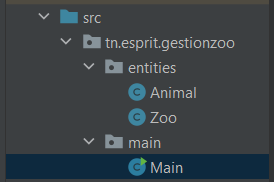 src
tn.esprit.gestionzoo
entities
Animal
Zoo
main
Main